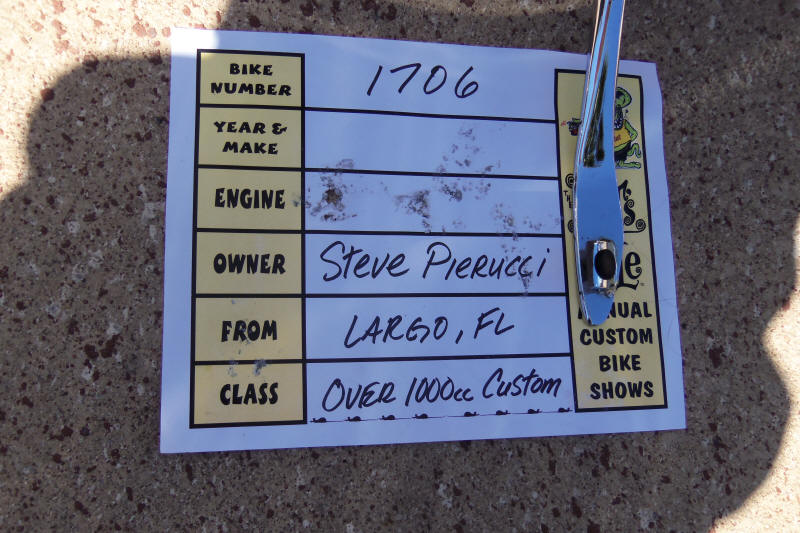 BIKE NUMBER 1706
YEAR & MAKE
ENGINE
OWNER Steve Pierucci
FROM LARGO, FL
CLASS OVER 1000cc Custom
CUSTOM
BIKE
SHOWS